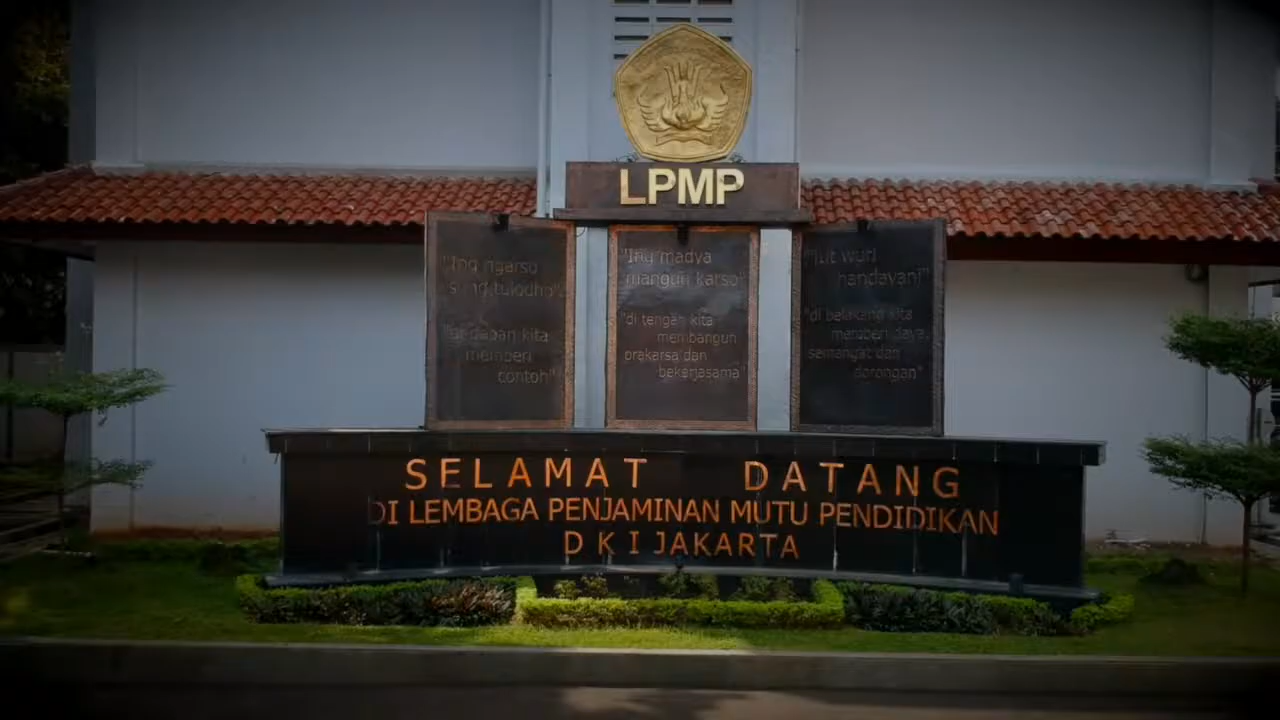 LPMP
"Ing ngarso
sung tulodho"
"di depan kita
memberi
contoh"
"Ing madya
mangun karso"
"di tengah kita
membangun
prakarsa dan
bekerjasama"
"Tut wuri
handayani"
"di belakang kita
memberi daya,
semangat dan
dorongan"
SELAMAT DATANG
DI LEMBAGA PENJAMINAN MUTU PENDIDIKAN
DKI JAKARTA